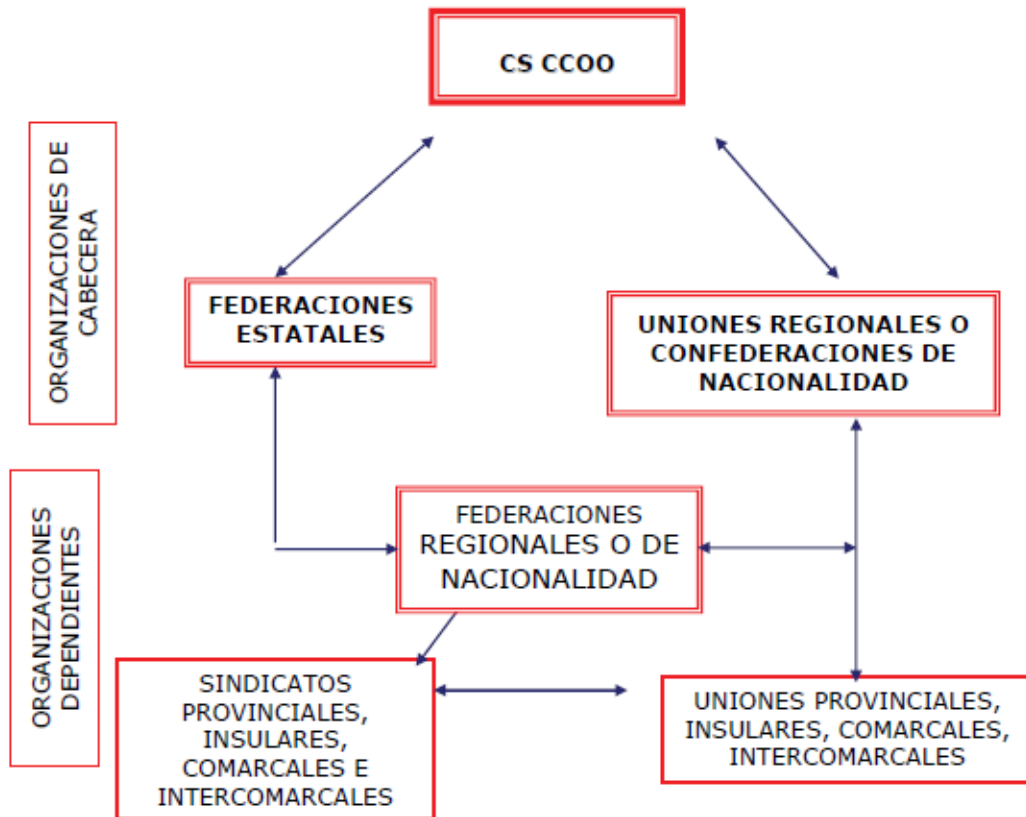 CS CCOO
ORGANIZACIONES DE
CABECERA
FEDERACIONES
ESTATALES
UNIONES REGIONALES O
CONFEDERACIONES DE
NACIONALIDAD
ORGANIZACIONES
DEPENDIENTES
FEDERACIONES
REGIONALES O DE
NACIONALIDAD
SINDICATOS
PROVINCIALES,
INSULARES,
COMARCALES E
INTERCOMARCALES
UNIONES PROVINCIALES,
INSULARES, COMARCALES,
INTERCOMARCALES